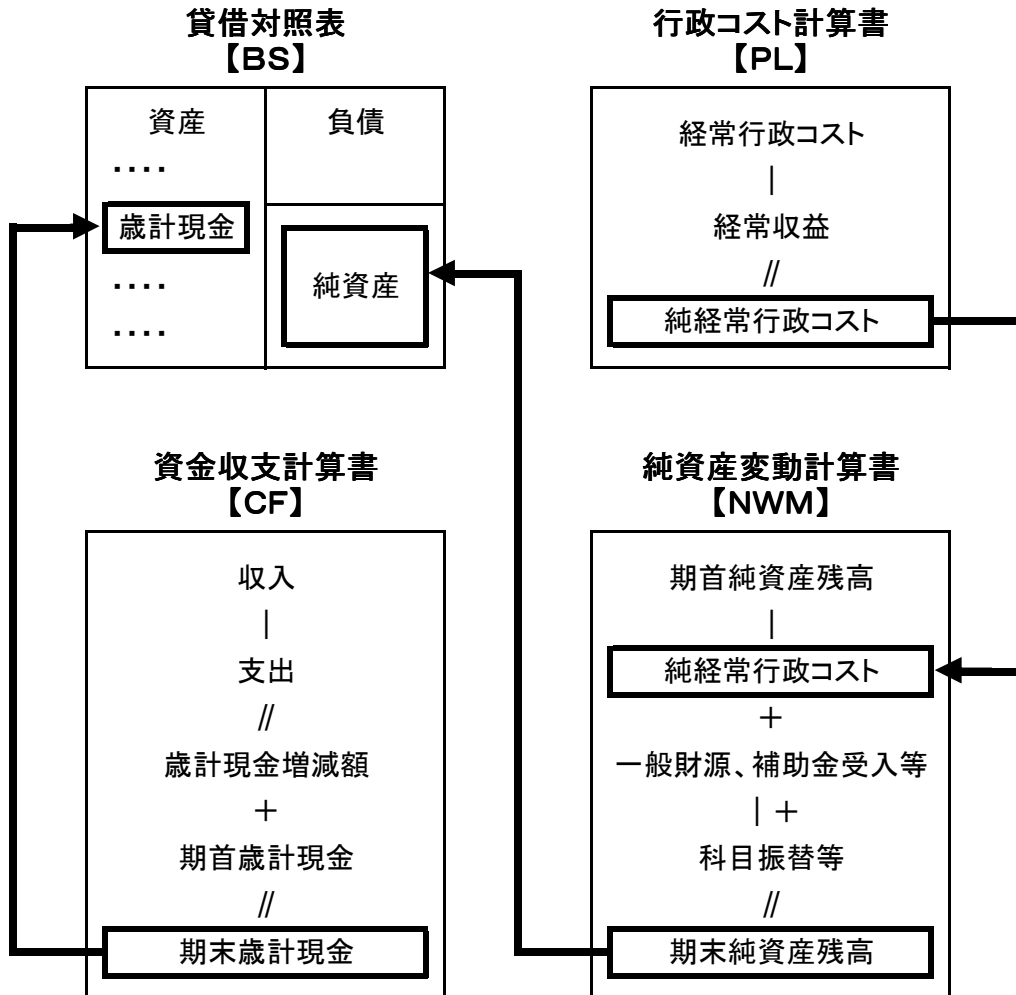 貸借対照表
【BS】
資産
負債
････
歳計現金
････
････
純資産
行政コスト計算書
【PL】
経常行政コスト
｜
経常収益
//
純経常行政コスト
資金収支計算書
【CF】
収入
｜
支出
//
歳計現金増減額
＋
期首歳計現金
//
期末歳計現金
純資産変動計算書
【NWM】
期首純資産残高
｜
純経常行政コスト
＋
一般財源、補助金受入等
｜＋
科目振替等
//
期末純資産残高